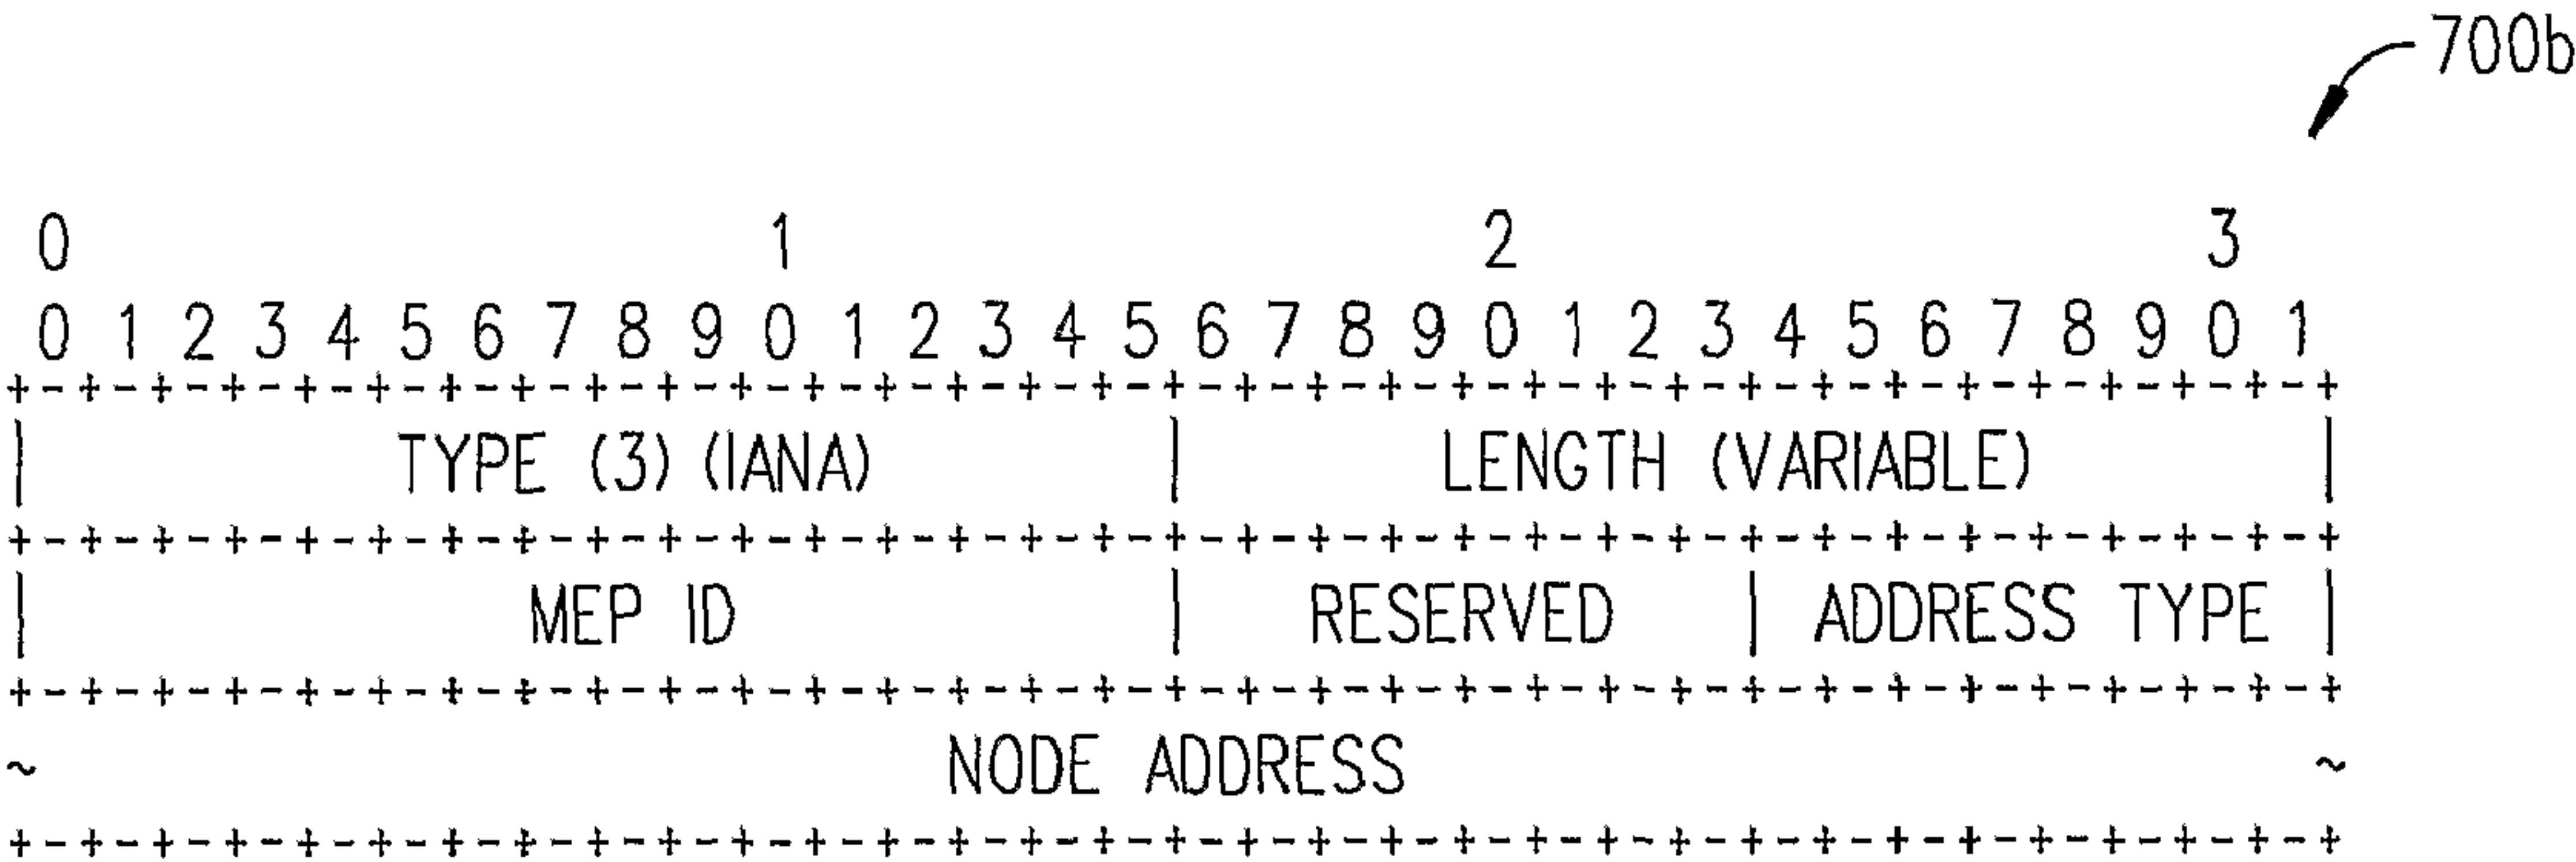 700b
0 1 2 3
0 1 2 3 4 5 6 7 8 9 0 1 2 3 4 5 6 7 8 9 0 1 2 3 4 5 6 7 8 9 0 1
+-+-+-+-+-+-+-+-+-+-+-+-+-+-+-+-+-+-+-+-+-+-+-+-+-+-+-+-+-+-+-+-+
| TYPE (3) (IANA) | LENGTH (VARIABLE) |
+-+-+-+-+-+-+-+-+-+-+-+-+-+-+-+-+-+-+-+-+-+-+-+-+-+-+-+-+-+-+-+-+
| MEP ID | RESERVED | ADDRESS TYPE |
+-+-+-+-+-+-+-+-+-+-+-+-+-+-+-+-+-+-+-+-+-+-+-+-+-+-+-+-+-+-+-+-+
~ NODE ADDRESS ~
+-+-+-+-+-+-+-+-+-+-+-+-+-+-+-+-+-+-+-+-+-+-+-+-+-+-+-+-+-+-+-+-+